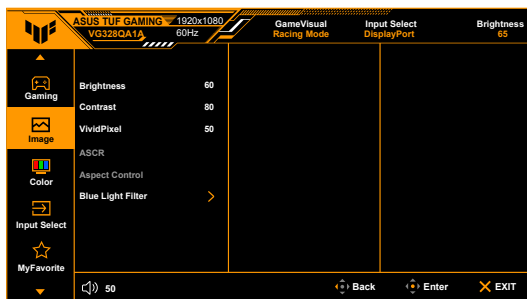 ASUS TUF GAMING
VG328QA1A
1920x1080
60Hz
GameVisual
Racing Mode
Input Select
DisplayPort
Brightness
65
Gaming
Image
Color
Input Select
MyFavorite
Brightness 60
Contrast 80
VividPixel 50
ASCR
Aspect Control
Blue Light Filter
50
Back
Enter
EXIT